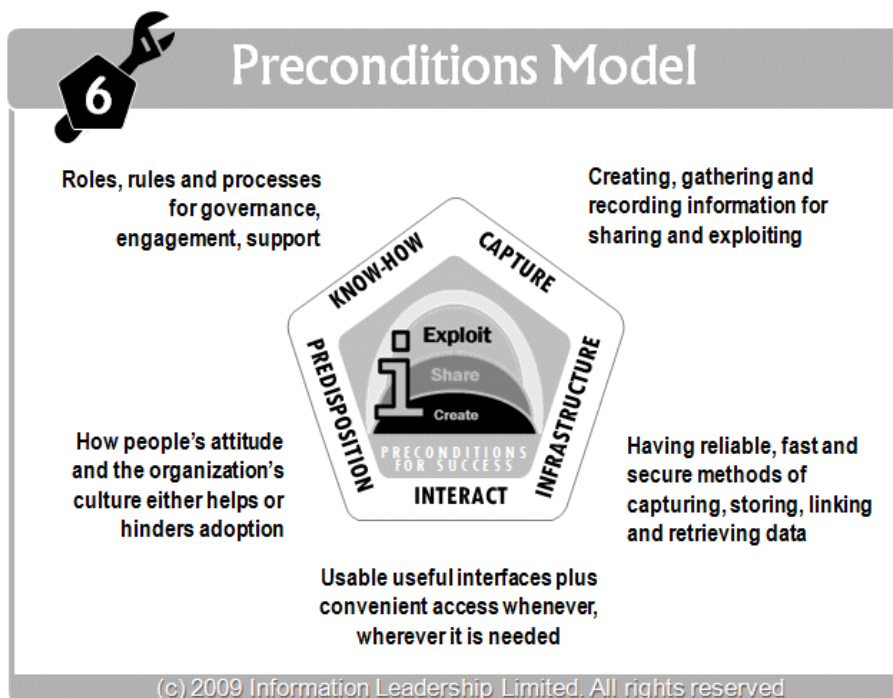 6
Preconditions Model
Roles, rules and processes
for governance,
engagement, support
Creating, gathering and
recording information for
sharing and exploiting
KNOW-HOW
CAPTURE
PREDISPOSITION
INFRASTRUCTURE
INTERACT
i
Exploit
Share
Create
PRECONDITIONS
FOR SUCCESS
How people's attitude
and the organization's
culture either helps or
hinders adoption
Having reliable, fast and
secure methods of
capturing, storing, linking
and retrieving data
Usable useful interfaces plus
convenient access whenever,
wherever it is needed
(c) 2009 Information Leadership Limited. All rights reserved